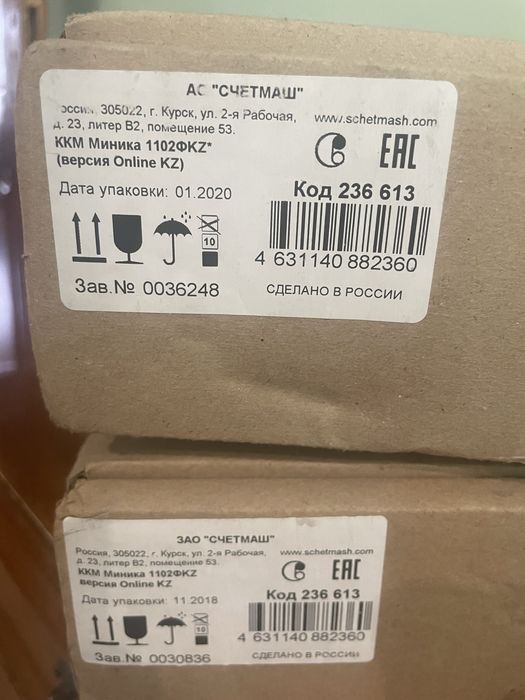 АО "СЧЕТМАШ"
Россия, 305022, г. Курск, ул. 2-я Рабочая,
д. 23, литер В2, помещение 53.
www.schetmash.com
ККМ Миника 1102ФKZ*
(версия Online KZ)
ЕАС
Дата упаковки: 01.2020
Код 236 613
10
4 631140 882360
Зав.№ 0036248
СДЕЛАНО В РОССИИ
ЗАО "СЧЕТМАШ"
Россия, 305022, г. Курск, ул. 2-я Рабочая,
д. 23, литер В2, помещение 53.
www.schetmash.com
ККМ Миника 1102ФKZ
версия Online KZ
ЕАС
Дата упаковки: 11.2018
Код 236 613
10
4 631140 882360
Зав.№ 0030836
СДЕЛАНО В РОССИИ